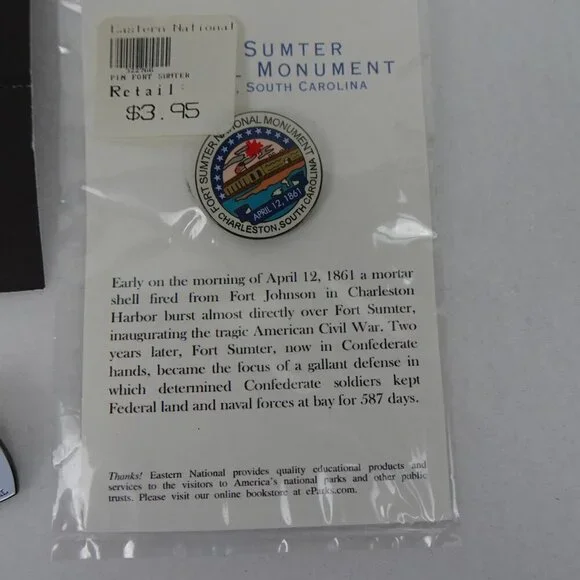 Eastern National
PIN FORT SUMTER
Retail:
$3.95
SUMTER
L MONUMENT
, SOUTH CAROLINA
FORT SUMTER NATIONAL MONUMENT
APRIL 12, 1861
CHARLESTON, SOUTH CAROLINA
Early on the morning of April 12, 1861 a mortar
shell fired from Fort Johnson in Charleston
Harbor burst almost directly over Fort Sumter,
inaugurating the tragic American Civil War. Two
years later, Fort Sumter, now in Confederate
hands, became the focus of a gallant defense in
which determined Confederate soldiers kept
Federal land and naval forces at bay for 587 days.
Thanks! Eastern National provides quality educational products and
services to the visitors to America's national parks and other public
trusts. Please visit our online bookstore at eParks.com.